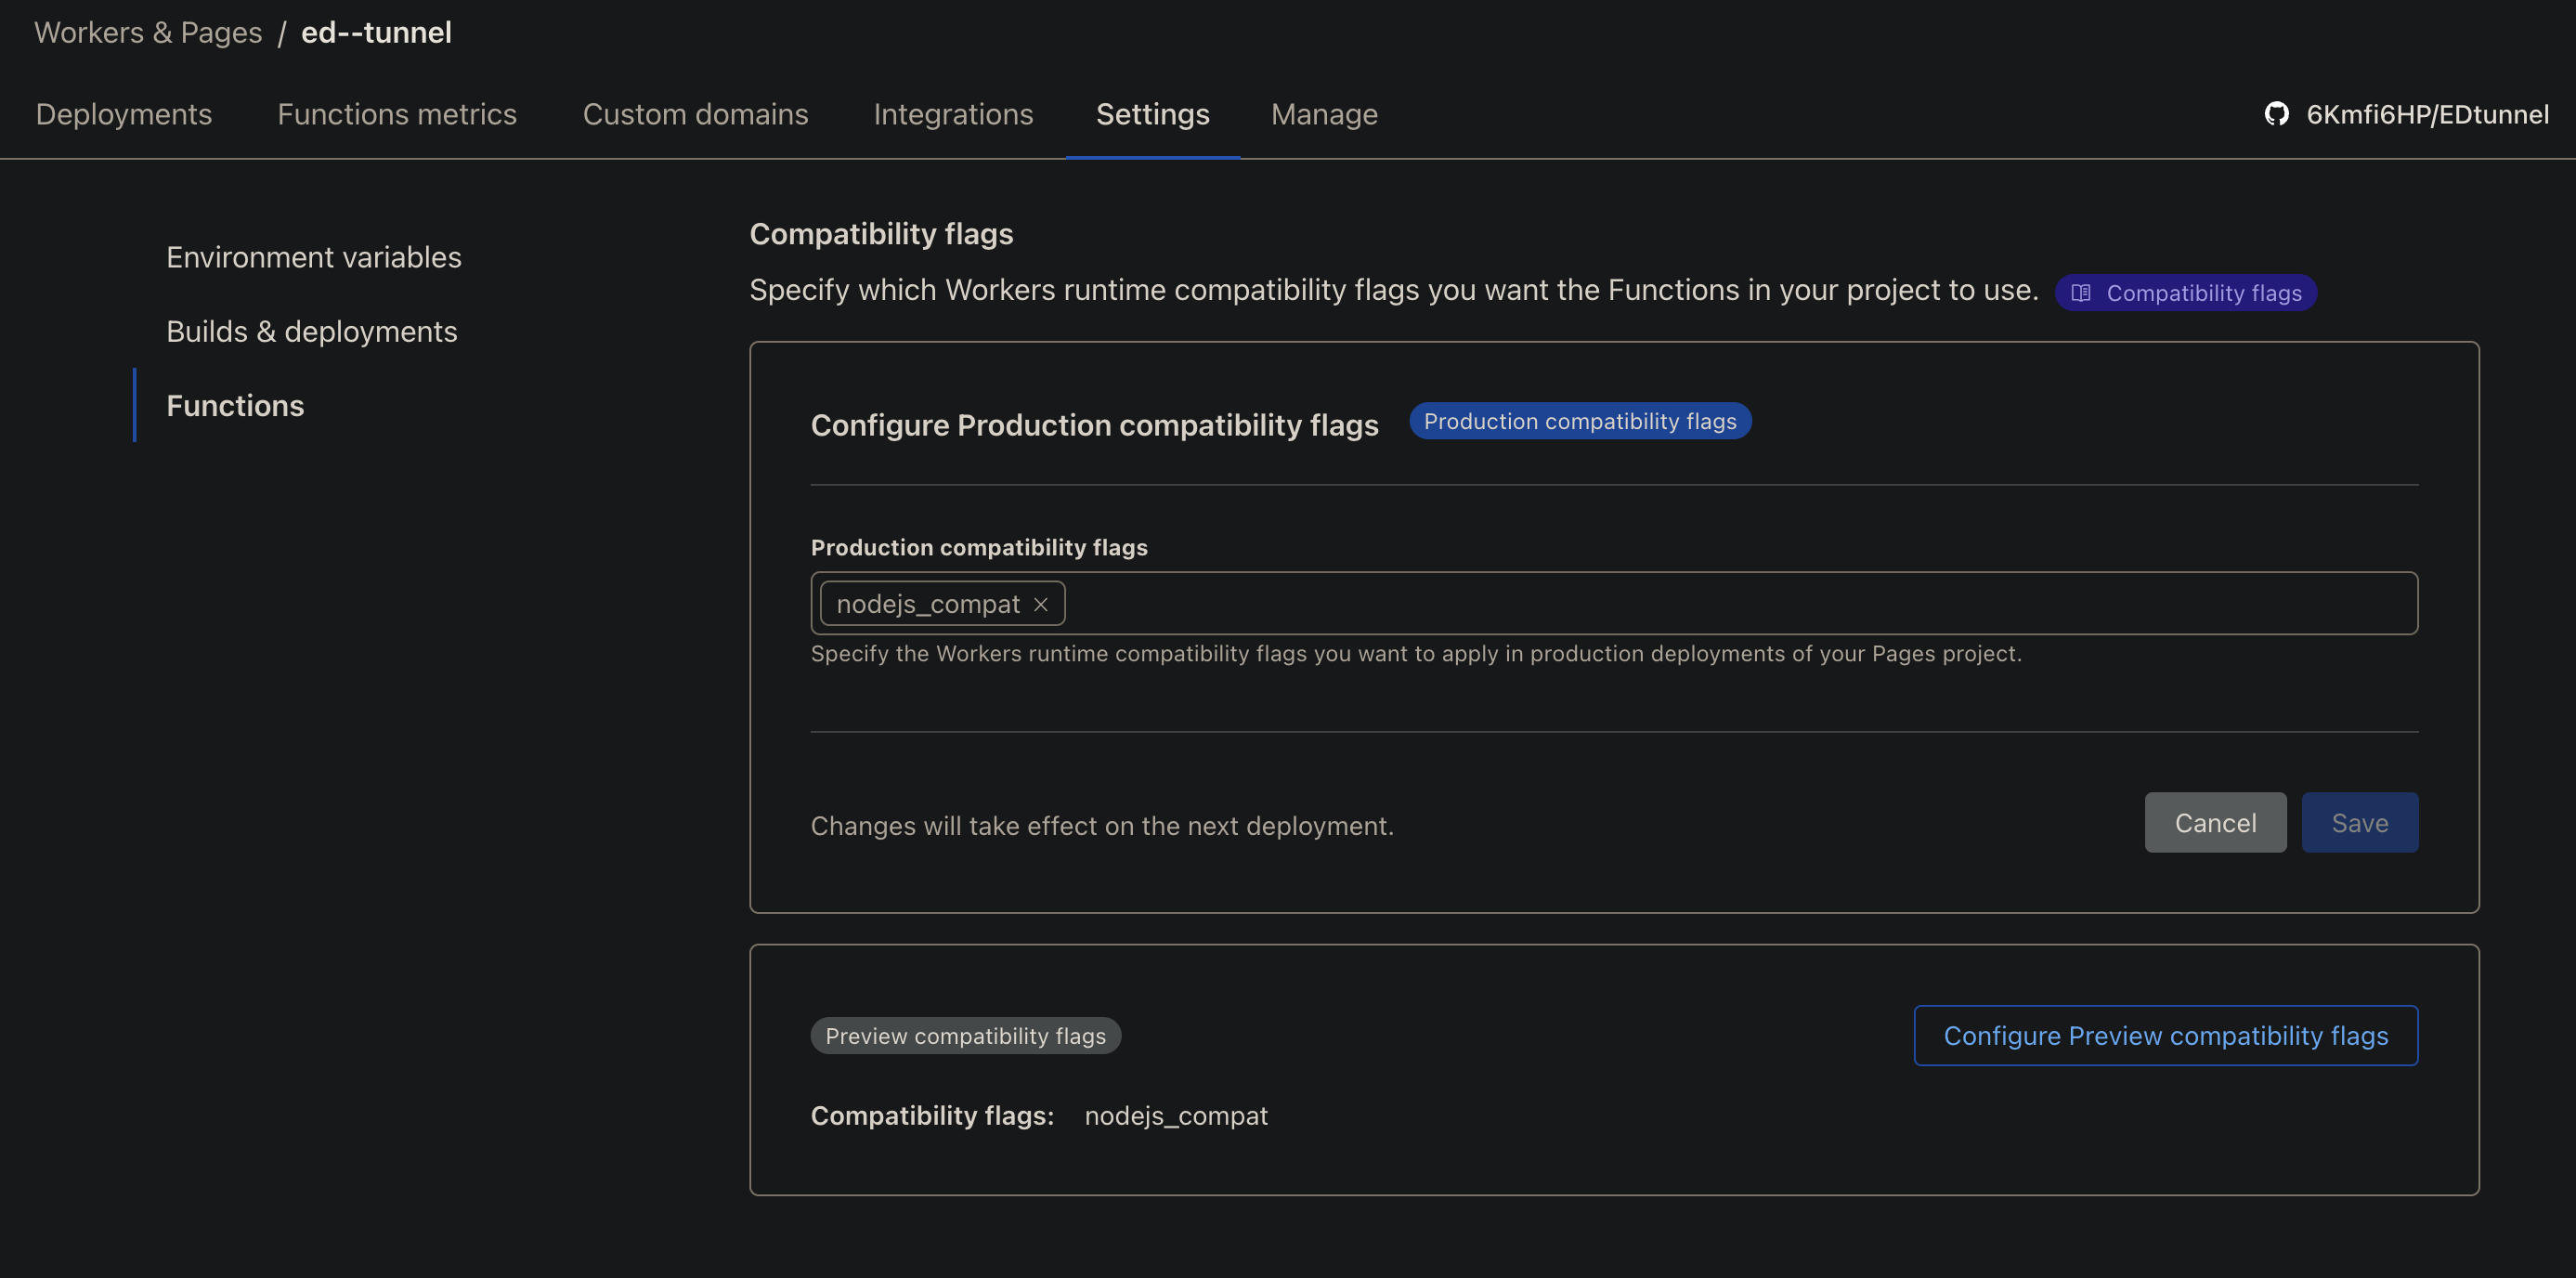 Workers & Pages / ed--tunnel
Deployments Functions metrics Custom domains Integrations Settings Manage 6Kmfi6HP/EDtunnel
Environment variables
Builds & deployments
Functions
Compatibility flags
Specify which Workers runtime compatibility flags you want the Functions in your project to use. Compatibility flags
Configure Production compatibility flags Production compatibility flags
Production compatibility flags
nodejs_compat ×
Specify the Workers runtime compatibility flags you want to apply in production deployments of your Pages project.
Changes will take effect on the next deployment. Cancel Save
Preview compatibility flags Configure Preview compatibility flags
Compatibility flags: nodejs_compat